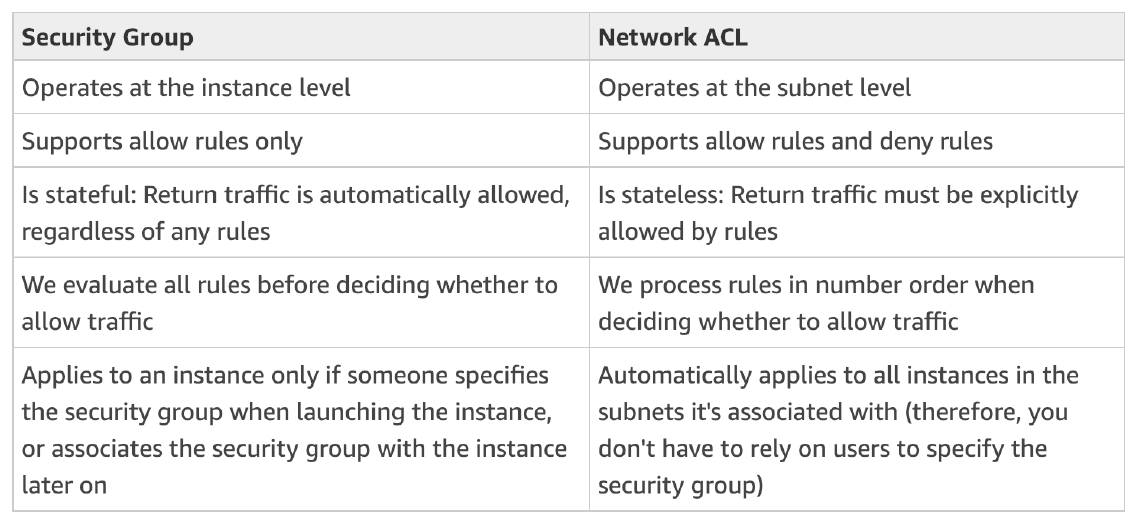 Security Group
Network ACL
Operates at the instance level
Operates at the subnet level
Supports allow rules only
Supports allow rules and deny rules
Is stateful: Return traffic is automatically allowed,
regardless of any rules
Is stateless: Return traffic must be explicitly
allowed by rules
We evaluate all rules before deciding whether to
allow traffic
We process rules in number order when
deciding whether to allow traffic
Applies to an instance only if someone specifies
the security group when launching the instance,
or associates the security group with the instance
later on
Automatically applies to all instances in the
subnets it's associated with (therefore, you
don't have to rely on users to specify the
security group)